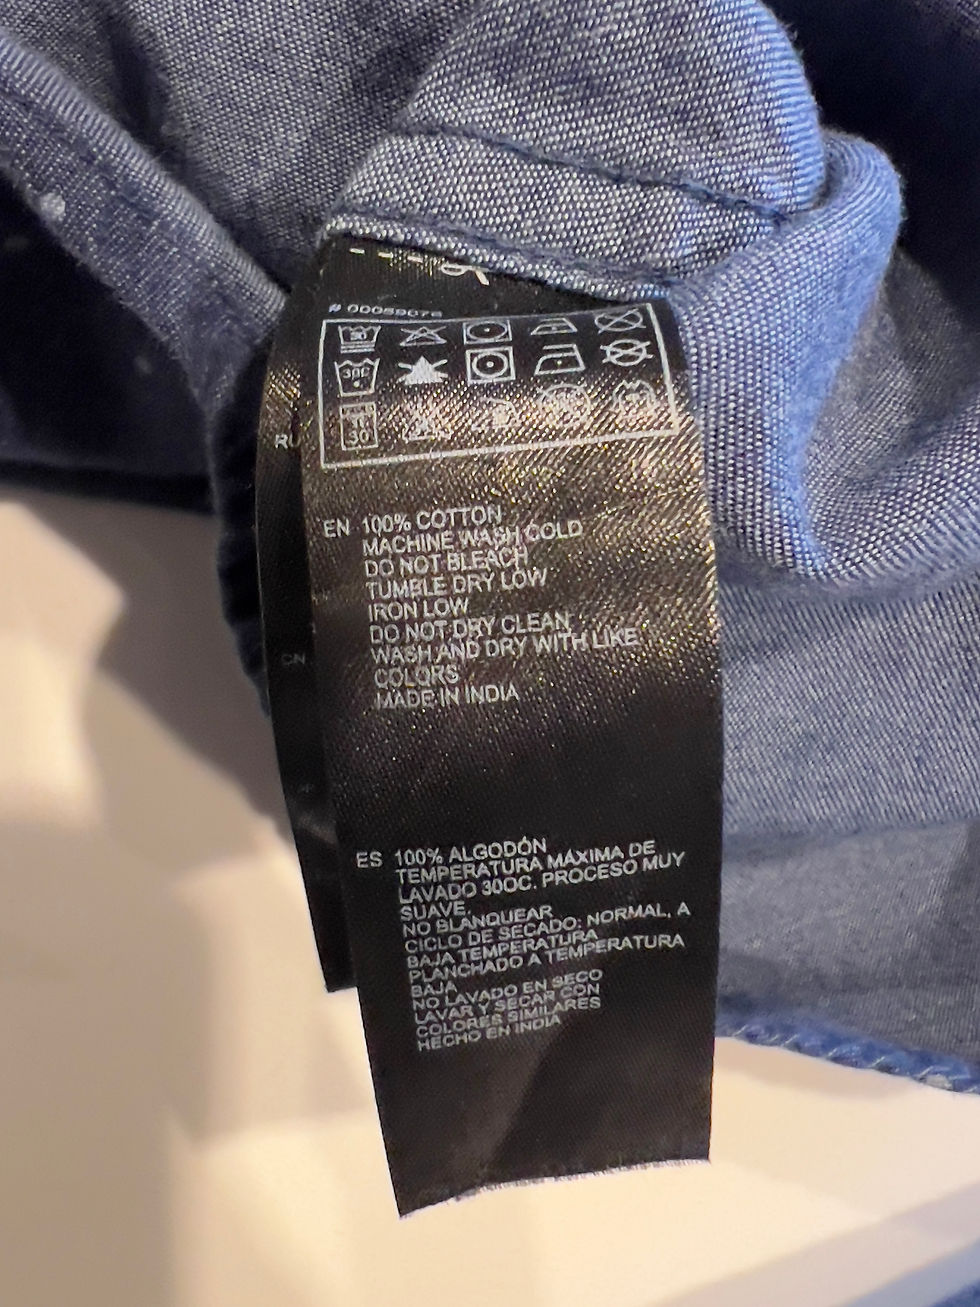 # 00059076
RU
CN
EN 100% COTTON
MACHINE WASH COLD
DO NOT BLEACH
TUMBLE DRY LOW
IRON LOW
DO NOT DRY CLEAN
WASH AND DRY WITH LIKE
COLORS
MADE IN INDIA
ES 100% ALGODÓN
TEMPERATURA MÁXIMA DE
LAVADO 30OC. PROCESO MUY
SUAVE.
NO BLANQUEAR
CICLO DE SECADO: NORMAL, A
BAJA TEMPERATURA
PLANCHADO A TEMPERATURA
BAJA
NO LAVADO EN SECO
LAVAR Y SECAR CON
COLORES SIMILARES
HECHO EN INDIA